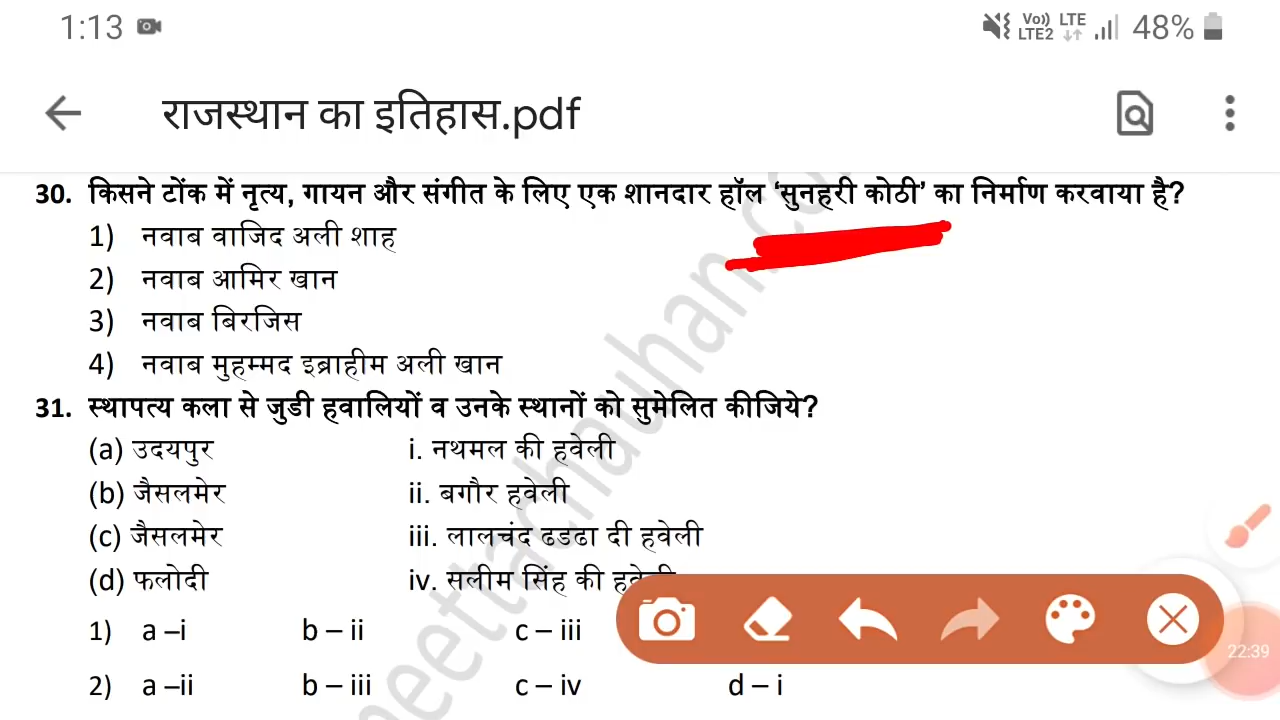 1:13
Vo)) LTE
LTE2 48%
राजस्थान का इतिहास.pdf
30. किसने टोंक में नृत्य, गायन और संगीत के लिए एक शानदार हॉल ‘सुनहरी कोठी’ का निर्माण करवाया है?
1) नवाब वाजिद अली शाह
2) नवाब आमिर खान
3) नवाब बिरजिस
4) नवाब मुहम्मद इब्राहीम अली खान
31. स्थापत्य कला से जुडी हवालियों व उनके स्थानों को सुमेलित कीजिये?
(a) उदयपुर i. नथमल की हवेली
(b) जैसलमेर ii. बगौर हवेली
(c) जैसलमेर iii. लालचंद ढडढा दी हवेली
(d) फलोदी iv. सलीम सिंह की हवेली
1) a –i b – ii c – iii
22:39
2) a –ii b – iii c – iv d – i